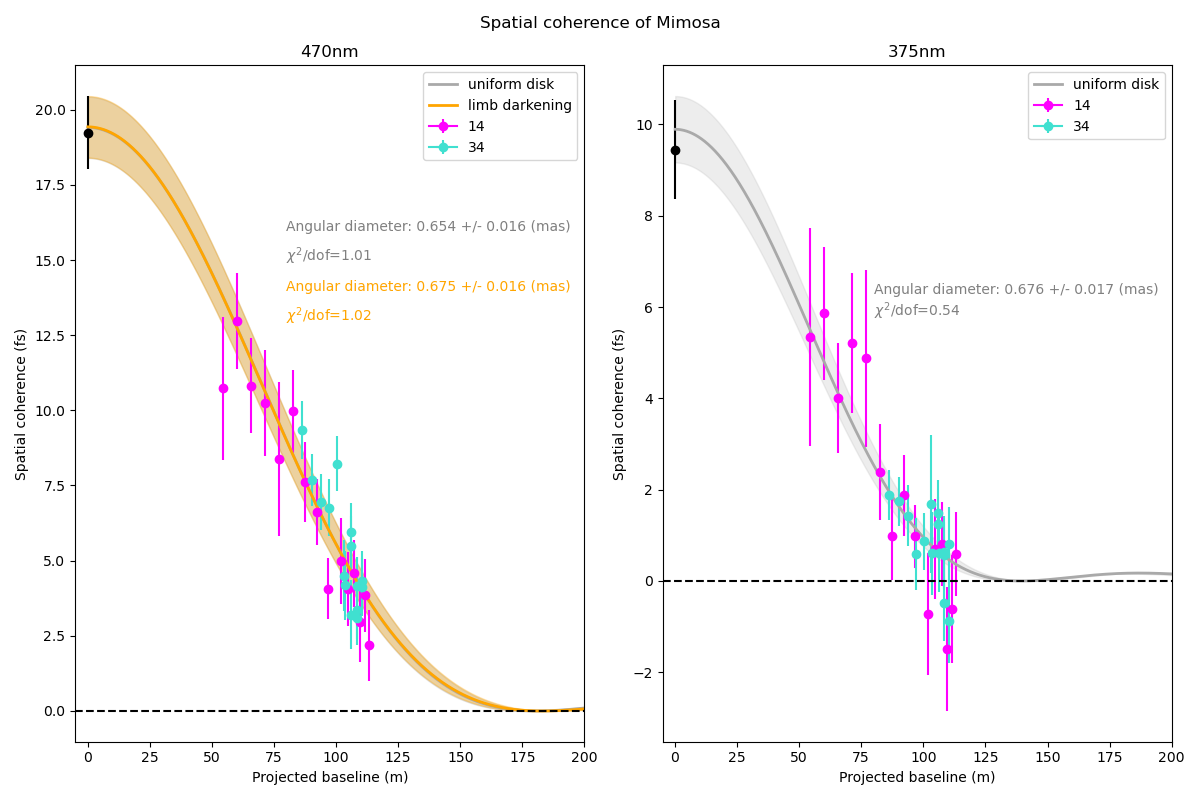 Spatial coherence of Mimosa
470nm
uniform disk
limb darkening
14
34
Angular diameter: 0.654 +/- 0.016 (mas)
χ²/dof=1.01
Angular diameter: 0.675 +/- 0.016 (mas)
χ²/dof=1.02
Spatial coherence (fs)
20.0
17.5
15.0
12.5
10.0
7.5
5.0
2.5
0.0
0 25 50 75 100 125 150 175 200
Projected baseline (m)
375nm
uniform disk
14
34
Angular diameter: 0.676 +/- 0.017 (mas)
χ²/dof=0.54
Spatial coherence (fs)
10
8
6
4
2
0
−2
0 25 50 75 100 125 150 175 200
Projected baseline (m)